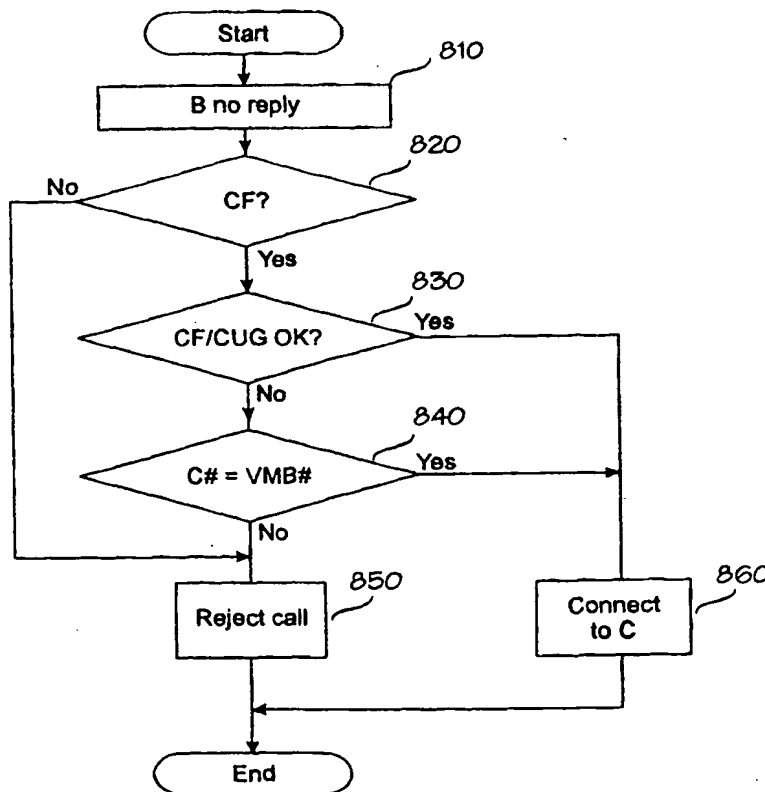 Start
810
B no reply
820
No
CF?
Yes
830
CF/CUG OK?
Yes
No
840
C# = VMB#
Yes
No
850
Reject call
860
Connect
to C
End